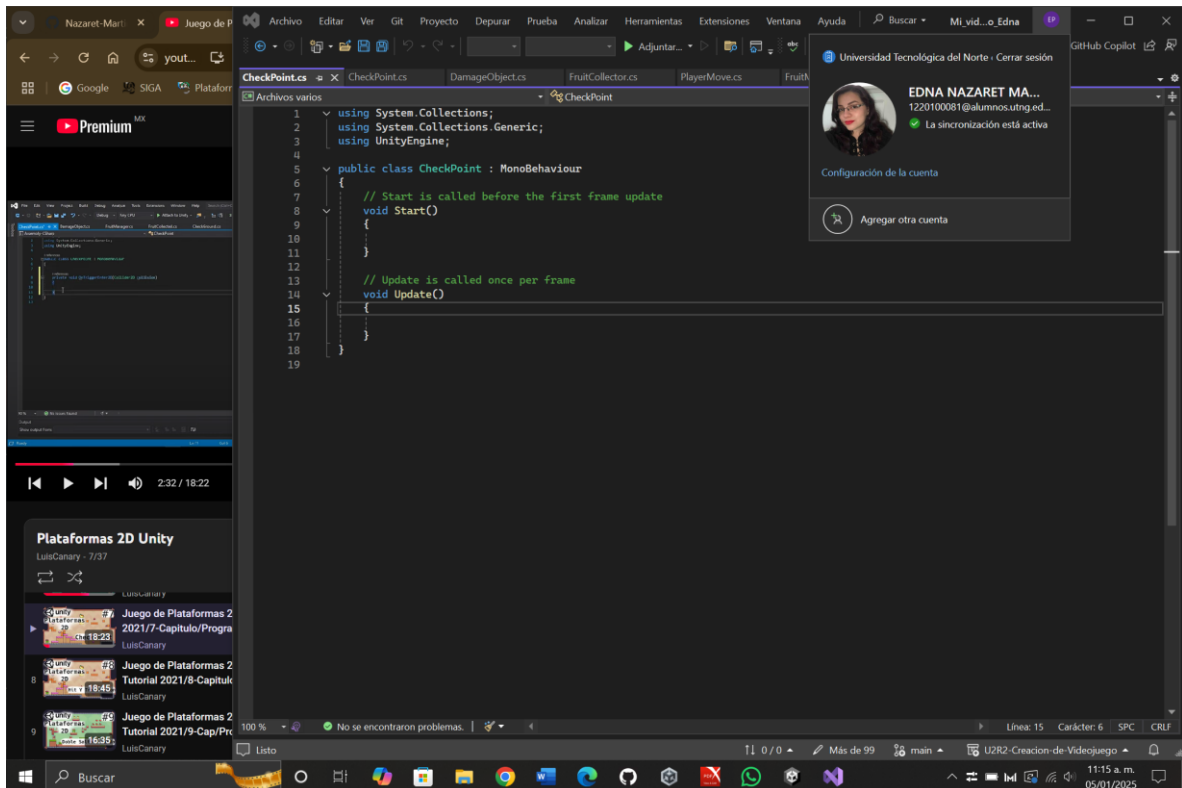 Nazaret-Marti
Juego de P
yout...
Google
SIGA
Platafor
Premium MX
2:32 / 18:22
Plataformas 2D Unity
LuisCanary - 7/37
LuisCanary
Juego de Plataformas 2
2021/7-Capitulo/Progra
LuisCanary
18:23
8
Juego de Plataformas 2
Tutorial 2021/8-Capitulo
LuisCanary
18:45
9
Juego de Plataformas 2
Tutorial 2021/9-Cap/Pro
LuisCanary
16:35
Archivo Editar Ver Git Proyecto Depurar Prueba Analizar Herramientas Extensiones Ventana Ayuda Buscar Mi_vid...o_Edna EP
Adjuntar...
GitHub Copilot
CheckPoint.cs CheckPoint.cs DamageObject.cs FruitCollector.cs PlayerMove.cs FruitM
Archivos varios CheckPoint
Universidad Tecnológica del Norte Cerrar sesión
EDNA NAZARET MA...
1220100081@alumnos.utng.ed...
La sincronización está activa
Configuración de la cuenta
Agregar otra cuenta
1 using System.Collections;
2 using System.Collections.Generic;
3 using UnityEngine;
4
5 public class CheckPoint : MonoBehaviour
6 {
7 // Start is called before the first frame update
8 void Start()
9 {
10
11 }
12
13 // Update is called once per frame
14 void Update()
15 {
16
17 }
18 }
19
100 % No se encontraron problemas. Línea: 15 Carácter: 6 SPC CRLF
Listo 0 / 0 Más de 99 main U2R2-Creacion-de-Videojuego
Buscar
11:15 a. m.
05/01/2025